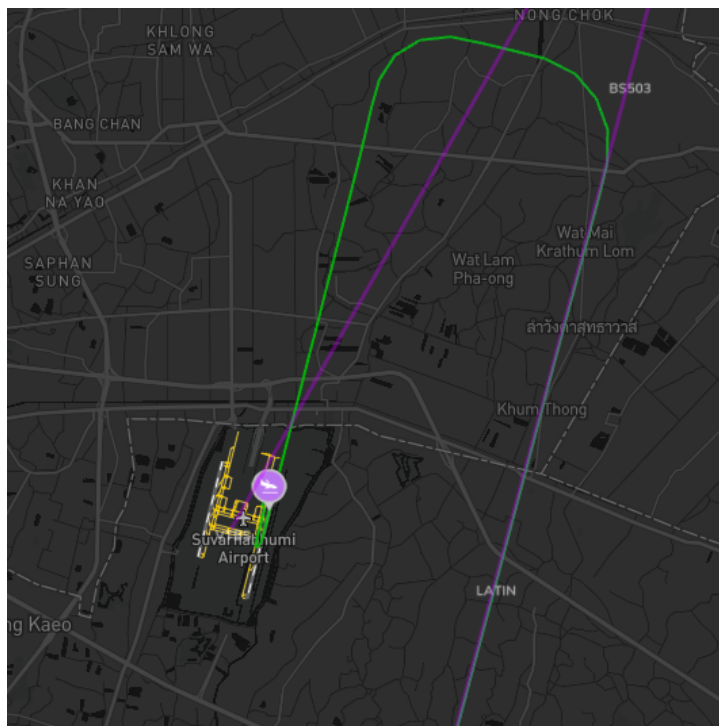 NONG CHOK
KHLONG
SAM WA
BS503
BANG CHAN
KHAN
NA YAO
Wat Mai
Krathum Lom
SAPHAN
SUNG
Wat Lam
Pha-ong
ลำวังคาสุทธาวาส
Khum Thong
Suvarnabhumi
Airport
LATIN
ng Kaeo